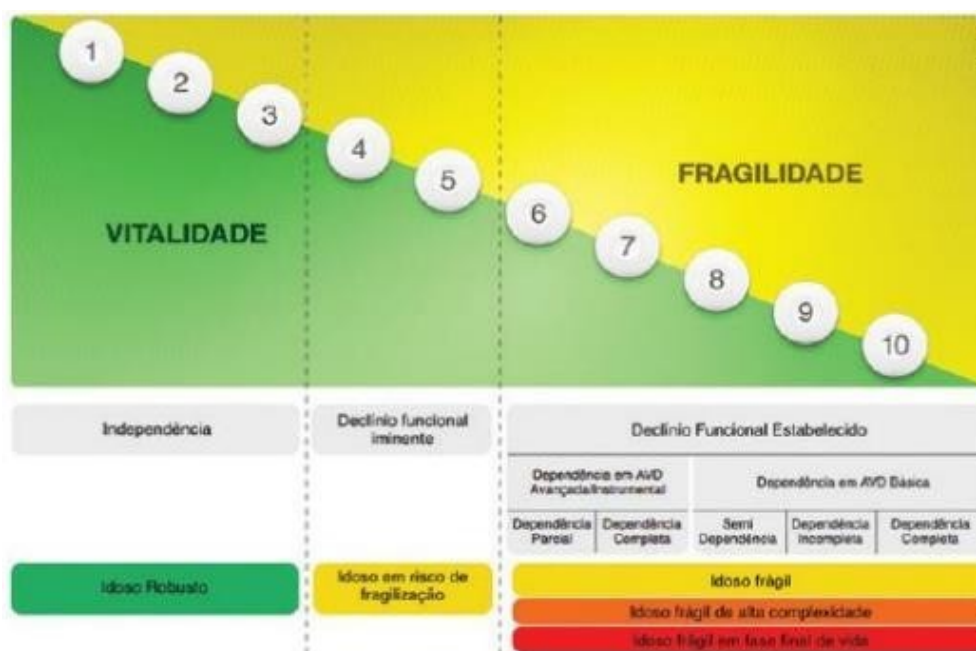 1
2
3
4
5
6
7
8
9
10
VITALIDADE
FRAGILIDADE
Independência
Declínio funcional
iminente
Declínio Funcional Estabelecido
Dependência em AVD
Avançada/Instrumental
Dependência em AVD Básica
Dependência
Parcial
Dependência
Completa
Semi
Dependência
Dependência
Incompleta
Dependência
Completa
Idoso Robusto
Idoso em risco de
fragilização
Idoso frágil
Idoso frágil de alta complexidade
Idoso frágil em fase final de vida